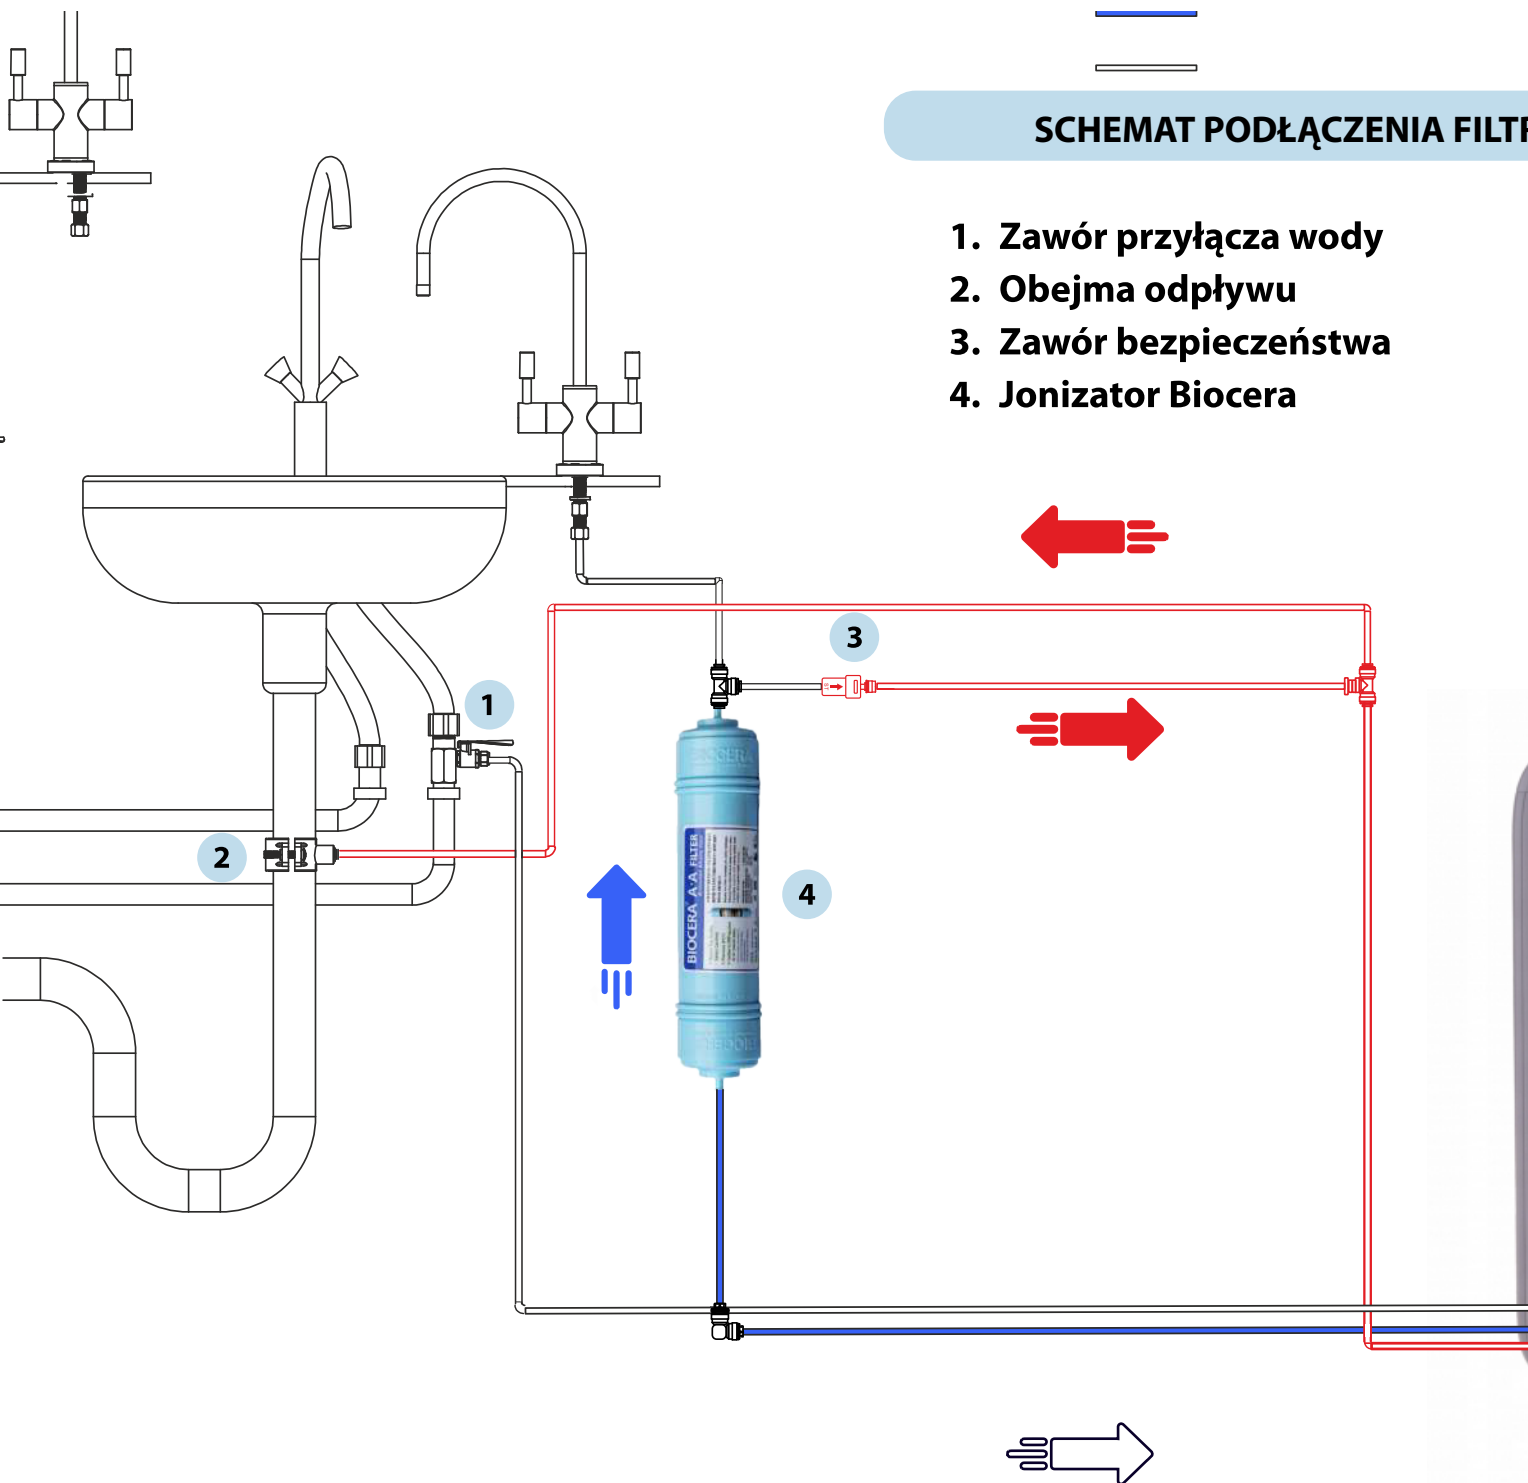 SCHEMAT PODŁĄCZENIA FILTR
1. Zawór przyłącza wody
2. Obejma odpływu
3. Zawór bezpieczeństwa
4. Jonizator Biocera
3
1
2
4
BIOCERA A·A FILTER